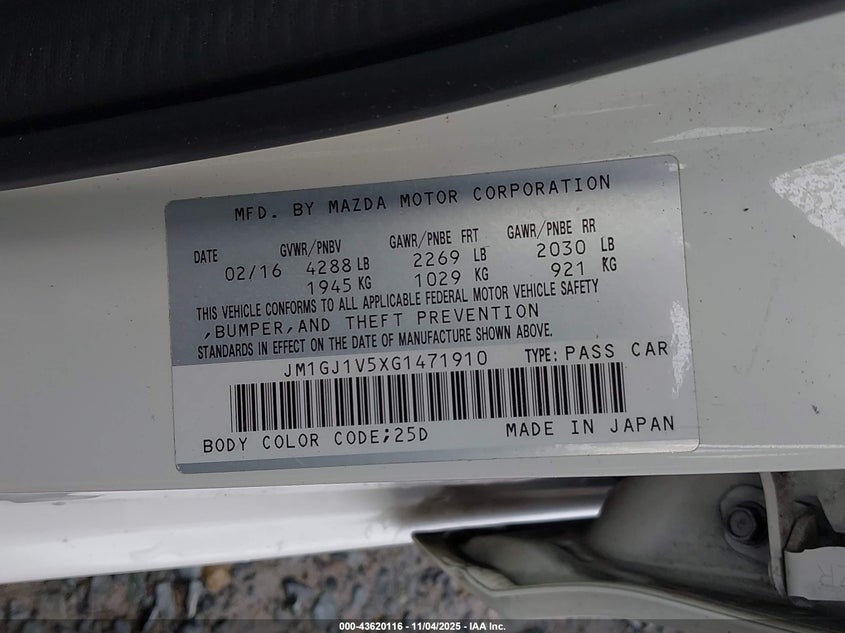 MFD. BY MAZDA MOTOR CORPORATION
DATE GVWR/PNBV GAWR/PNBE FRT GAWR/PNBE RR
02/16 4288 LB 2269 LB 2030 LB
1945 KG 1029 KG 921 KG
THIS VEHICLE CONFORMS TO ALL APPLICABLE FEDERAL MOTOR VEHICLE SAFETY
,BUMPER,AND THEFT PREVENTION
STANDARDS IN EFFECT ON THE DATE OF MANUFACTURE SHOWN ABOVE.
JM1GJ1V5XG1471910 TYPE: PASS CAR
BODY COLOR CODE;25D MADE IN JAPAN
000-43620116 - 11/04/2025 - IAA Inc.